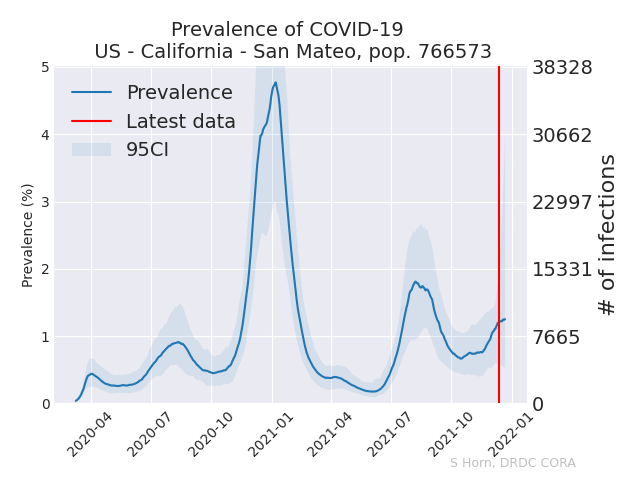 Prevalence of COVID-19
US - California - San Mateo, pop. 766573
Prevalence
Latest data
95CI
Prevalence (%)
5
4
3
2
1
0
38328
30662
22997
15331
7665
0
# of infections
2020-04
2020-07
2020-10
2021-01
2021-04
2021-07
2021-10
2022-01
S Horn, DRDC CORA